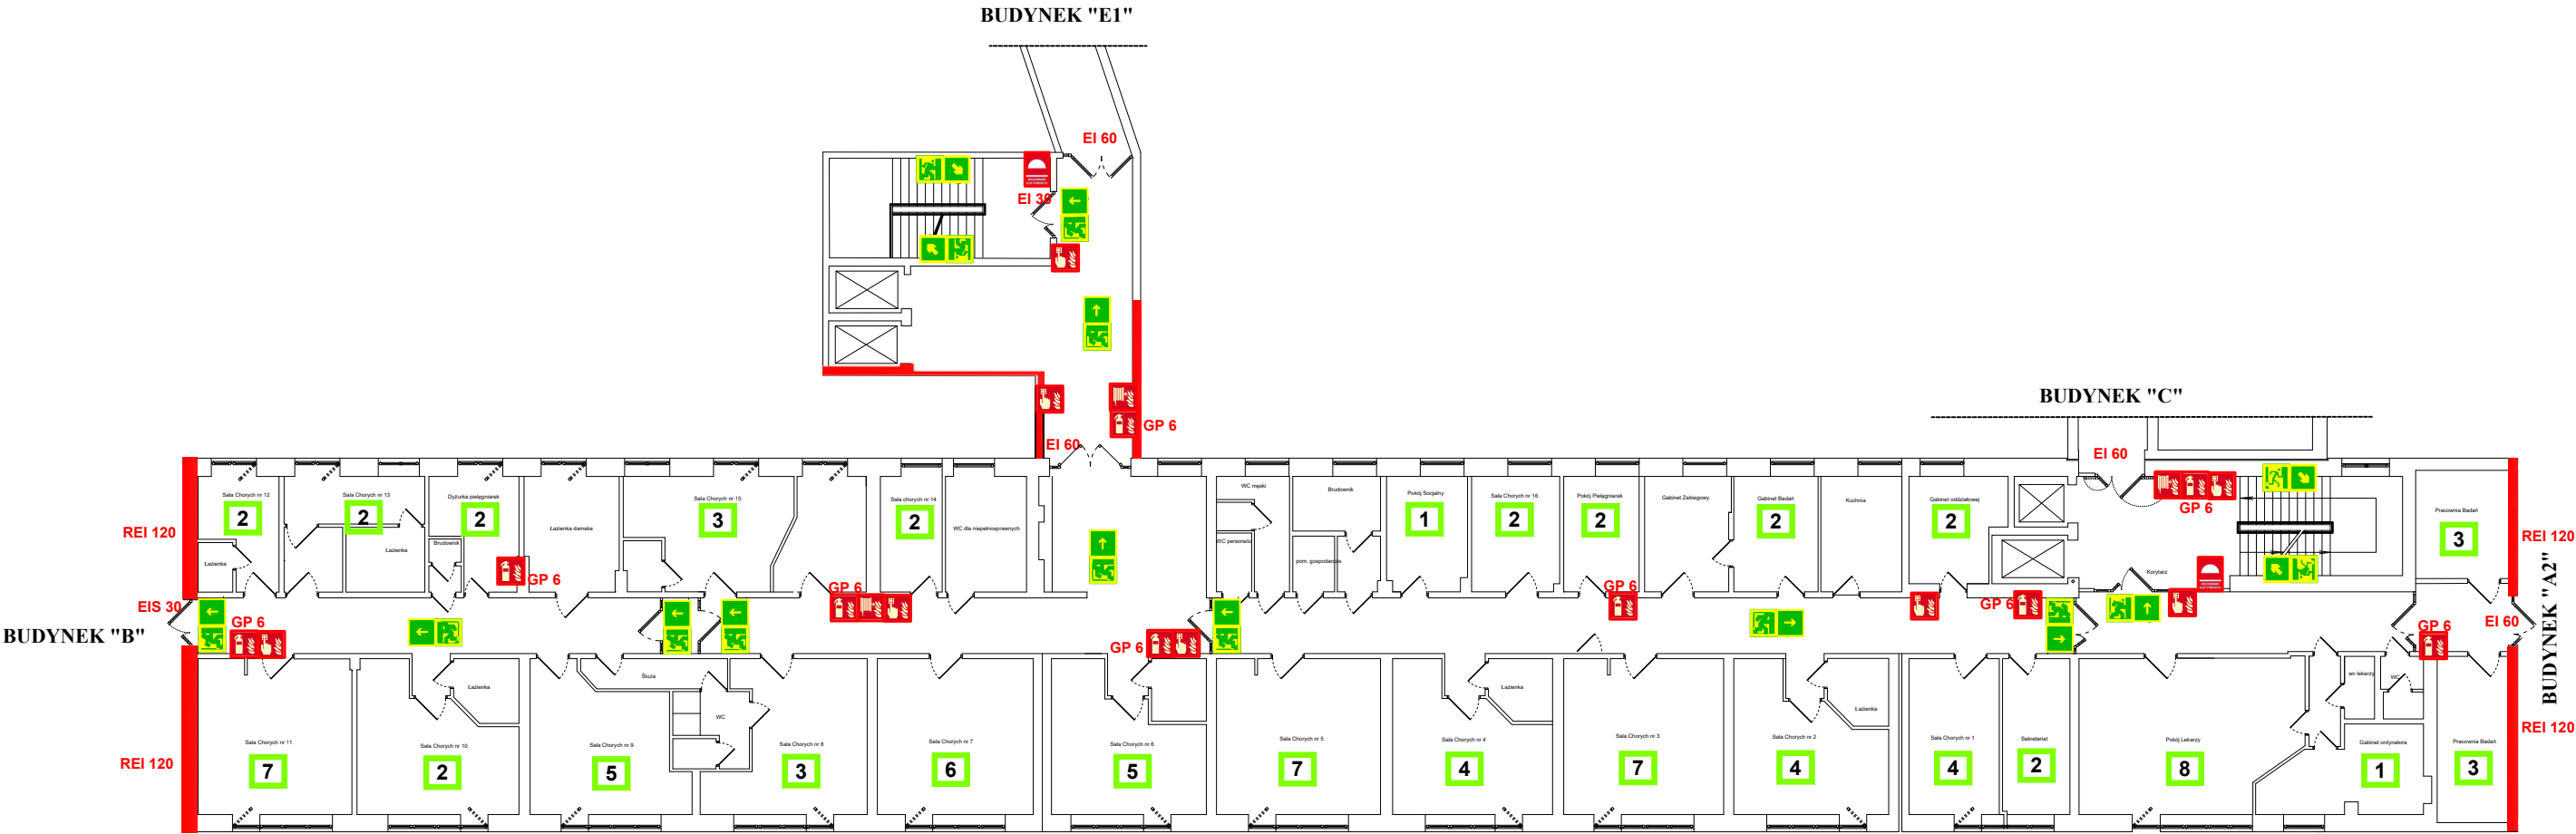 BUDYNEK "E1"
EI 60
EI 30
BUDYNEK "C"
GP 6
EI 60
EI 60
GP 6
Sala Chorych nr 12
2
Sala Chorych nr 13
2
Dyżurka pielęgniarek
2
Łazienka damska
Sala Chorych nr 15
3
Sala chorych nr 14
2
WC dla niepełnosprawnych
WC męski
WC personelu
Brudownik
pom. gospodarcze
Pokój Socjalny
1
Sala Chorych nr 16
2
Pokój Pielęgniarek
2
Gabinet Zabiegowy
Gabinet Badań
2
Kuchnia
Gabinet oddziałowej
2
Pracownia Badań
3
REI 120
REI 120
Łazienka
Łazienka
Brudownik
Korytarz
GP 6
GP 6
GP 6
GP 6
EIS 30
BUDYNEK "B"
GP 6
GP 6
GP 6
EI 60
BUDYNEK "A2"
Śluza
WC
Łazienka
Łazienka
Łazienka
wc lekarzy
WC
REI 120
REI 120
Sala Chorych nr 11
7
Sala Chorych nr 10
2
Sala Chorych nr 9
5
Sala Chorych nr 8
3
Sala Chorych nr 7
6
Sala Chorych nr 6
5
Sala Chorych nr 5
7
Sala Chorych nr 4
4
Sala Chorych nr 3
7
Sala Chorych nr 2
4
Sala Chorych nr 1
4
Sekretariat
2
Pokój Lekarzy
8
Gabinet ordynatora
1
Pracownia Badań
3